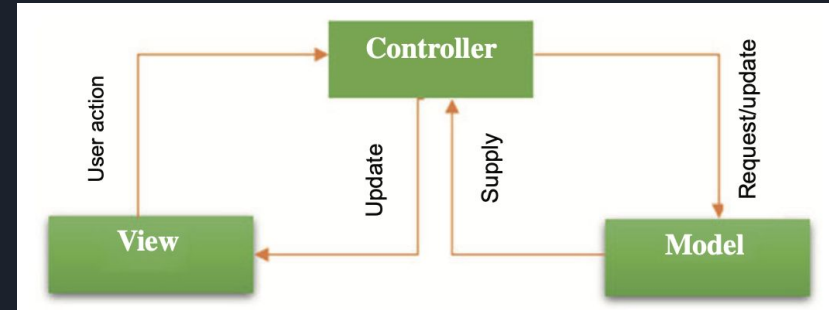 Controller
User action
Update
Supply
Request/update
View
Model